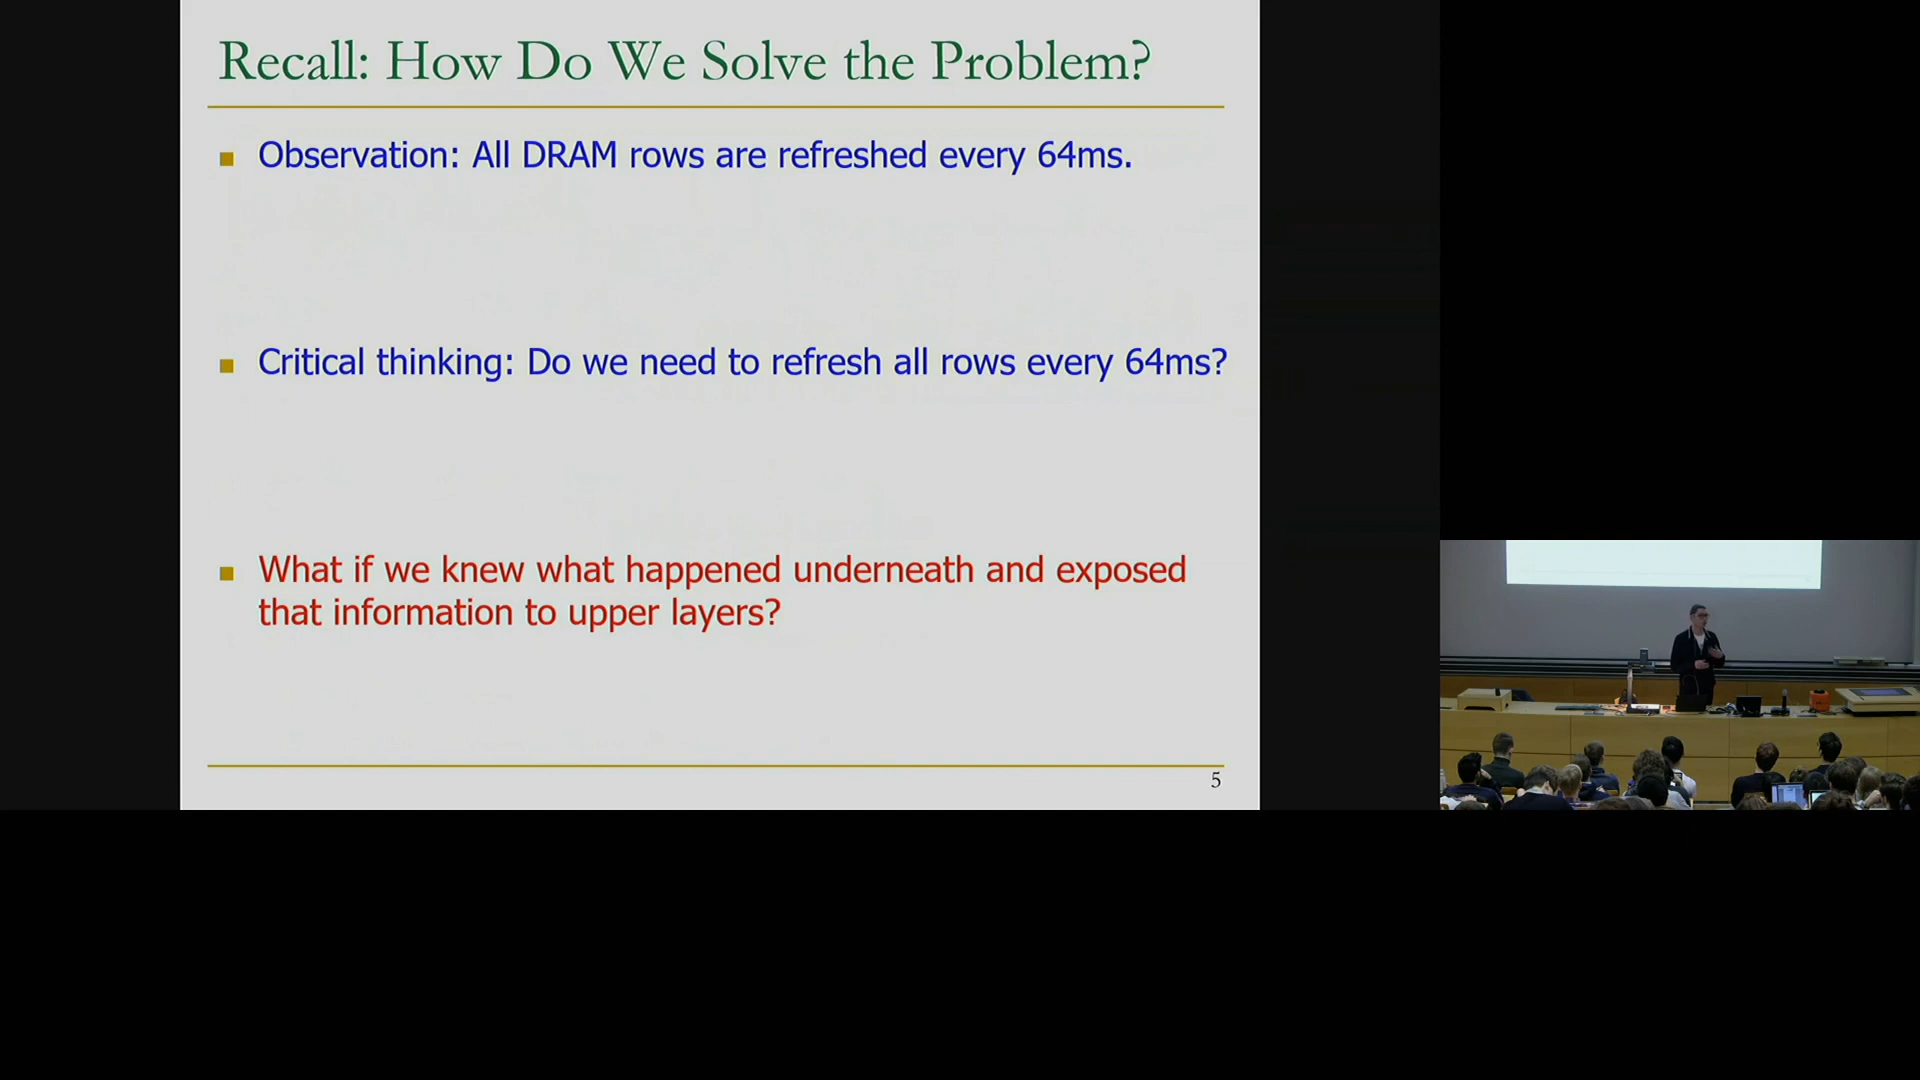 Recall: How Do We Solve the Problem?
Observation: All DRAM rows are refreshed every 64ms.
Critical thinking: Do we need to refresh all rows every 64ms?
What if we knew what happened underneath and exposed
that information to upper layers?
5